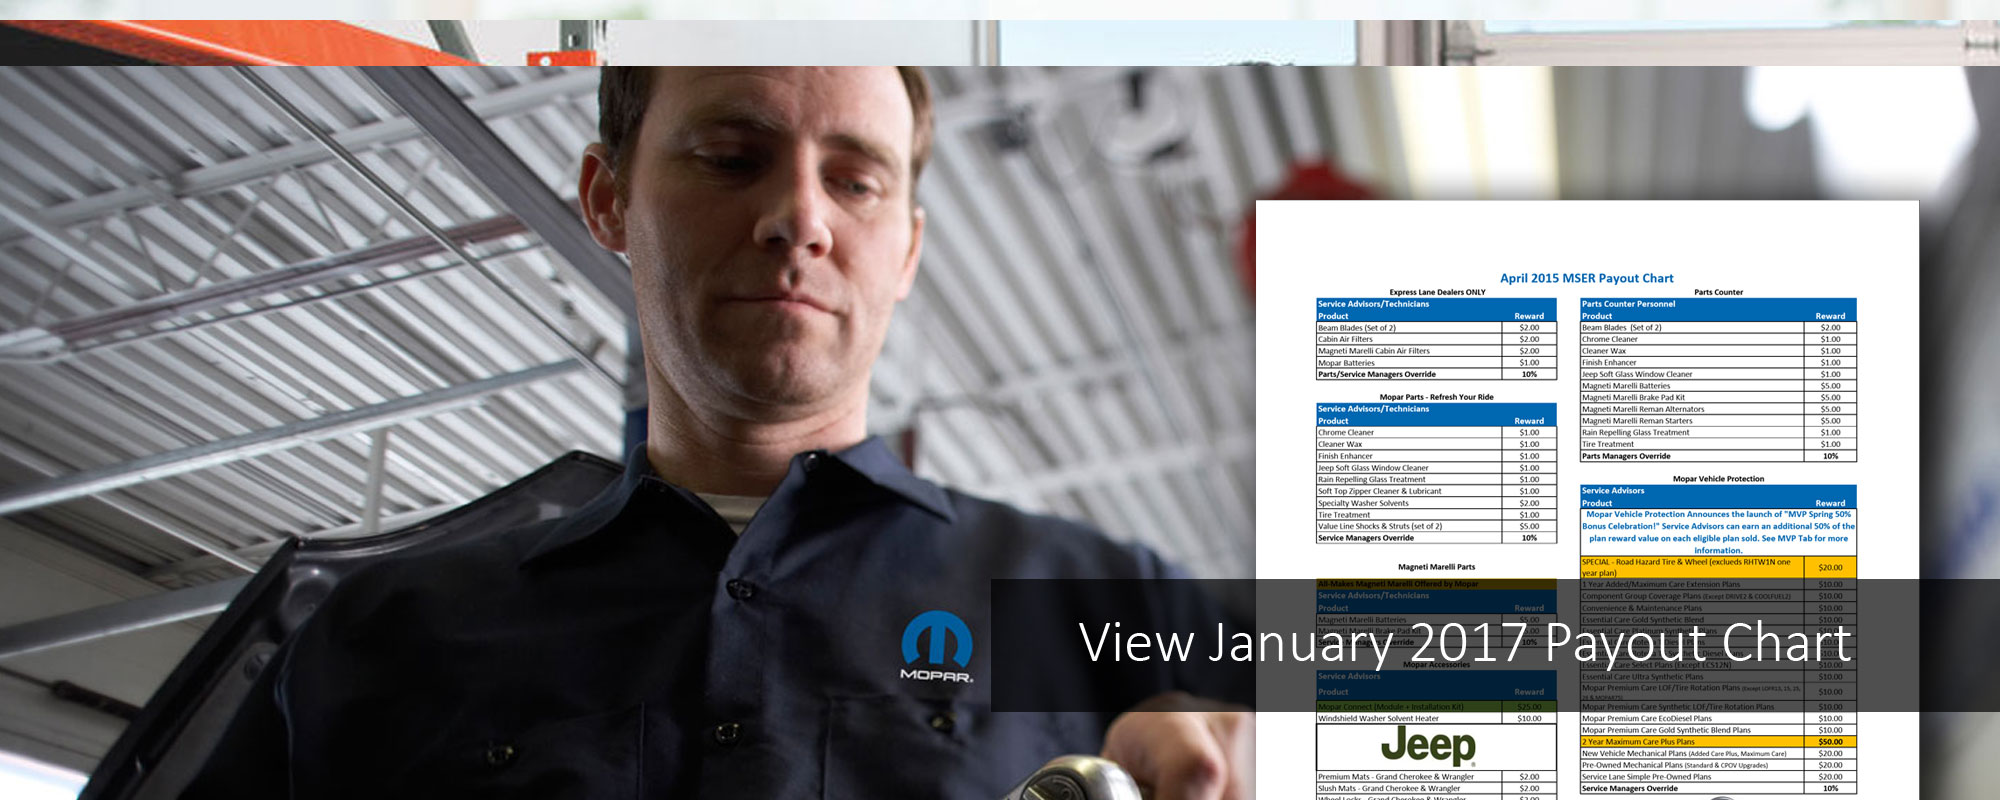 MOPAR.
April 2015 MSER Payout Chart
Express Lane Dealers ONLY
Service Advisors/Technicians
Product Reward
Beam Blades (Set of 2) $2.00
Cabin Air Filters $2.00
Magneti Marelli Cabin Air Filters $2.00
Mopar Batteries $1.00
Parts/Service Managers Override 10%
Mopar Parts - Refresh Your Ride
Service Advisors/Technicians
Product Reward
Chrome Cleaner $1.00
Cleaner Wax $1.00
Finish Enhancer $1.00
Jeep Soft Glass Window Cleaner $1.00
Rain Repelling Glass Treatment $1.00
Soft Top Zipper Cleaner & Lubricant $1.00
Specialty Washer Solvents $2.00
Tire Treatment $1.00
Value Line Shocks & Struts (set of 2) $5.00
Service Managers Override 10%
Magneti Marelli Parts
All-Makes Magneti Marelli Offered by Mopar
Service Advisors/Technicians
Product Reward
Magneti Marelli Batteries $5.00
Magneti Marelli Brake Pad Kit $5.00
Service Managers Override 10%
Mopar Accessories
Service Advisors
Product Reward
Mopar Connect (Module + Installation Kit) $25.00
Windshield Washer Solvent Heater $10.00
Jeep
Premium Mats - Grand Cherokee & Wrangler $2.00
Slush Mats - Grand Cherokee & Wrangler $2.00
Wheel Locks - Grand Cherokee & Wrangler $2.00
Parts Counter
Parts Counter Personnel
Product Reward
Beam Blades (Set of 2) $2.00
Chrome Cleaner $1.00
Cleaner Wax $1.00
Finish Enhancer $1.00
Jeep Soft Glass Window Cleaner $1.00
Magneti Marelli Batteries $5.00
Magneti Marelli Brake Pad Kit $5.00
Magneti Marelli Reman Alternators $5.00
Magneti Marelli Reman Starters $5.00
Rain Repelling Glass Treatment $1.00
Tire Treatment $1.00
Parts Managers Override 10%
Mopar Vehicle Protection
Service Advisors
Product Reward
Mopar Vehicle Protection Announces the launch of "MVP Spring 50%
Bonus Celebration!" Service Advisors can earn an additional 50% of the
plan reward value on each eligible plan sold. See MVP Tab for more
information.
SPECIAL - Road Hazard Tire & Wheel (exclueds RHTW1N one
year plan) $20.00
1 Year Added/Maximum Care Extension Plans $10.00
Component Group Coverage Plans (Except DRIVE2 & COOLFUEL2) $10.00
Convenience & Maintenance Plans $10.00
Essential Care Gold Synthetic Blend $10.00
Essential Care Platinum Synthetic Plans
Essential Care Select Plans (Except ECS12N) $10.00
Essential Care Ultra Synthetic Plans $10.00
Mopar Premium Care LOF/Tire Rotation Plans $10.00
Mopar Premium Care Synthetic LOF/Tire Rotation Plans $10.00
Mopar Premium Care EcoDiesel Plans $10.00
Mopar Premium Care Gold Synthetic Blend Plans $10.00
2 Year Maximum Care Plus Plans $50.00
New Vehicle Mechanical Plans (Added Care Plus, Maximum Care) $20.00
Pre-Owned Mechanical Plans (Standard & CPOV Upgrades) $20.00
Service Lane Simple Pre-Owned Plans $20.00
Service Managers Override 10%
View January 2017 Payout Chart